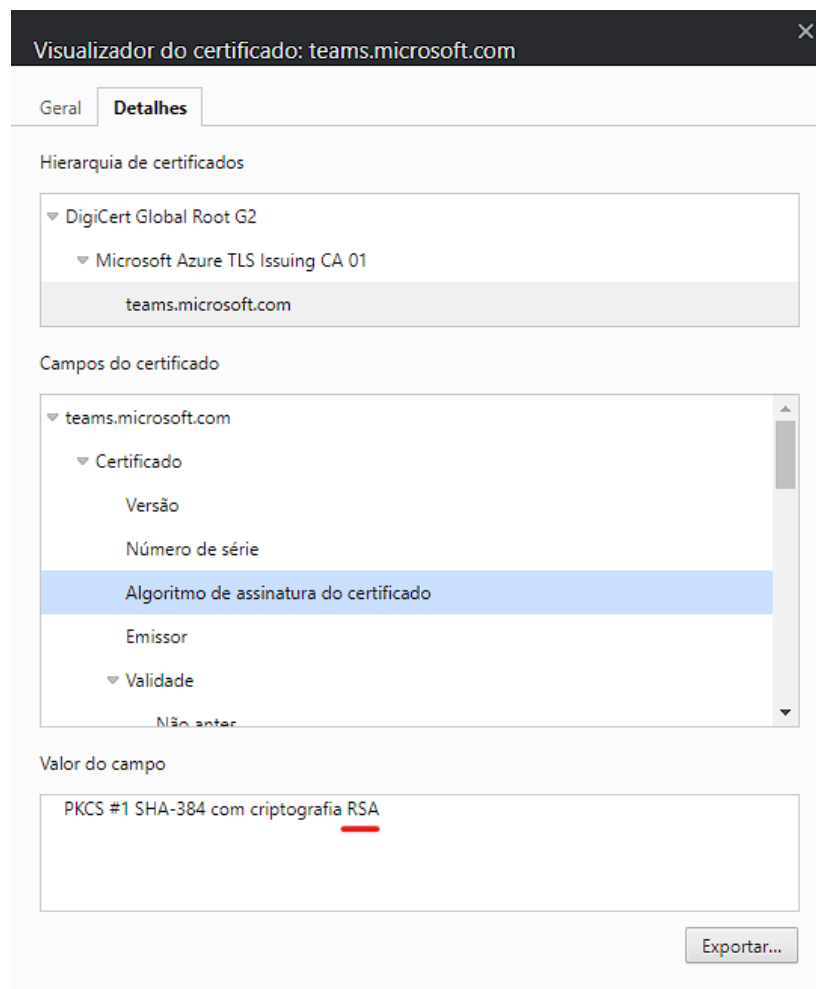 Visualizador do certificado: teams.microsoft.com
Geral
Detalhes
Hierarquia de certificados
DigiCert Global Root G2
Microsoft Azure TLS Issuing CA 01
teams.microsoft.com
Campos do certificado
teams.microsoft.com
Certificado
Versão
Número de série
Algoritmo de assinatura do certificado
Emissor
Validade
Não antes
Valor do campo
PKCS #1 SHA-384 com criptografia RSA
Exportar...